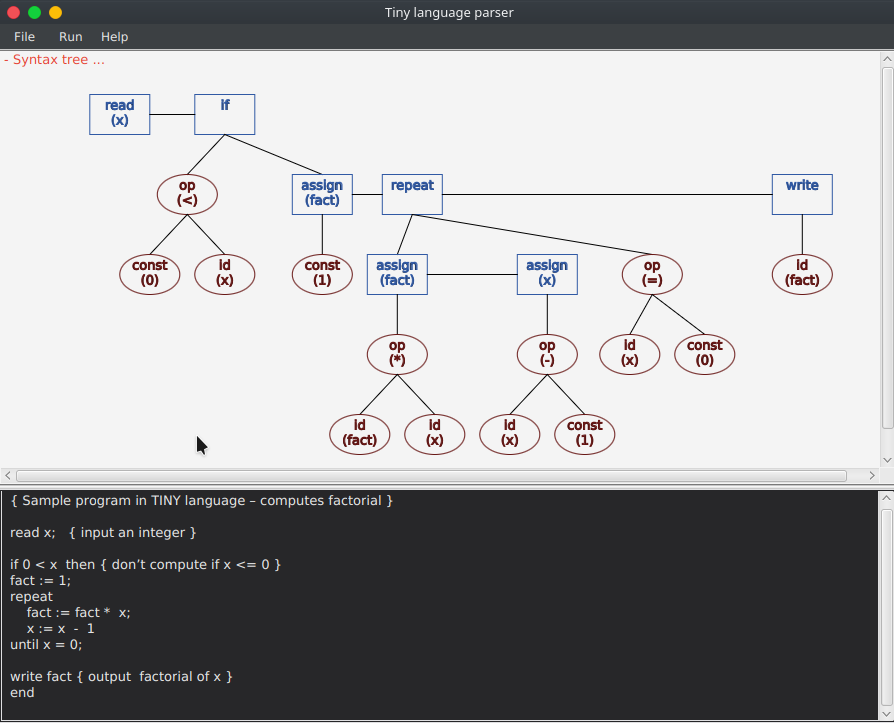 Tiny language parser
File Run Help
- Syntax tree ...
read
(x)
if
op
(<)
assign
(fact)
repeat
write
const
(0)
id
(x)
const
(1)
assign
(fact)
assign
(x)
op
(=)
id
(fact)
op
(*)
op
(-)
id
(x)
const
(0)
id
(fact)
id
(x)
id
(x)
const
(1)
{ Sample program in TINY language – computes factorial }
read x;   { input an integer }
if 0 < x  then { don’t compute if x <= 0 }
fact := 1;
repeat
    fact := fact *  x;
    x := x  -  1
until x = 0;
write fact { output  factorial of x }
end